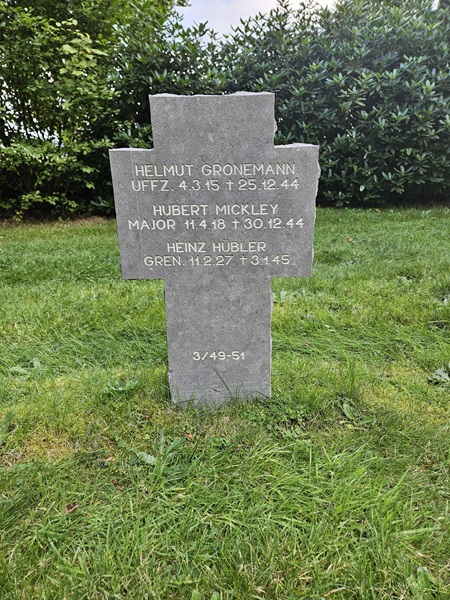 HELMUT GRONEMANN
UFFZ. 4.3.15 † 25.12.44
HUBERT MICKLEY
MAJOR 11.4.18 † 30.12.44
HEINZ HÜBLER
GREN. 11.2.27 † 3.1.45
3/49-51